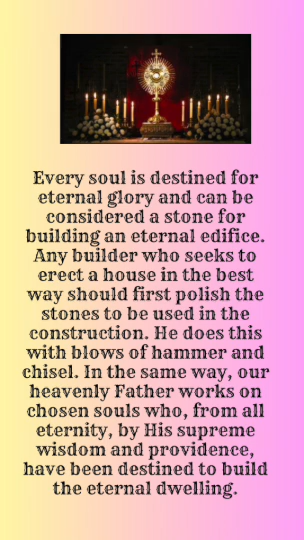 Every soul is destined for
eternal glory and can be
considered a stone for
building an eternal edifice.
Any builder who seeks to
erect a house in the best
way should first polish the
stones to be used in the
construction. He does this
with blows of hammer and
chisel. In the same way, our
heavenly Father works on
chosen souls who, from all
eternity, by His supreme
wisdom and providence,
have been destined to build
the eternal dwelling.